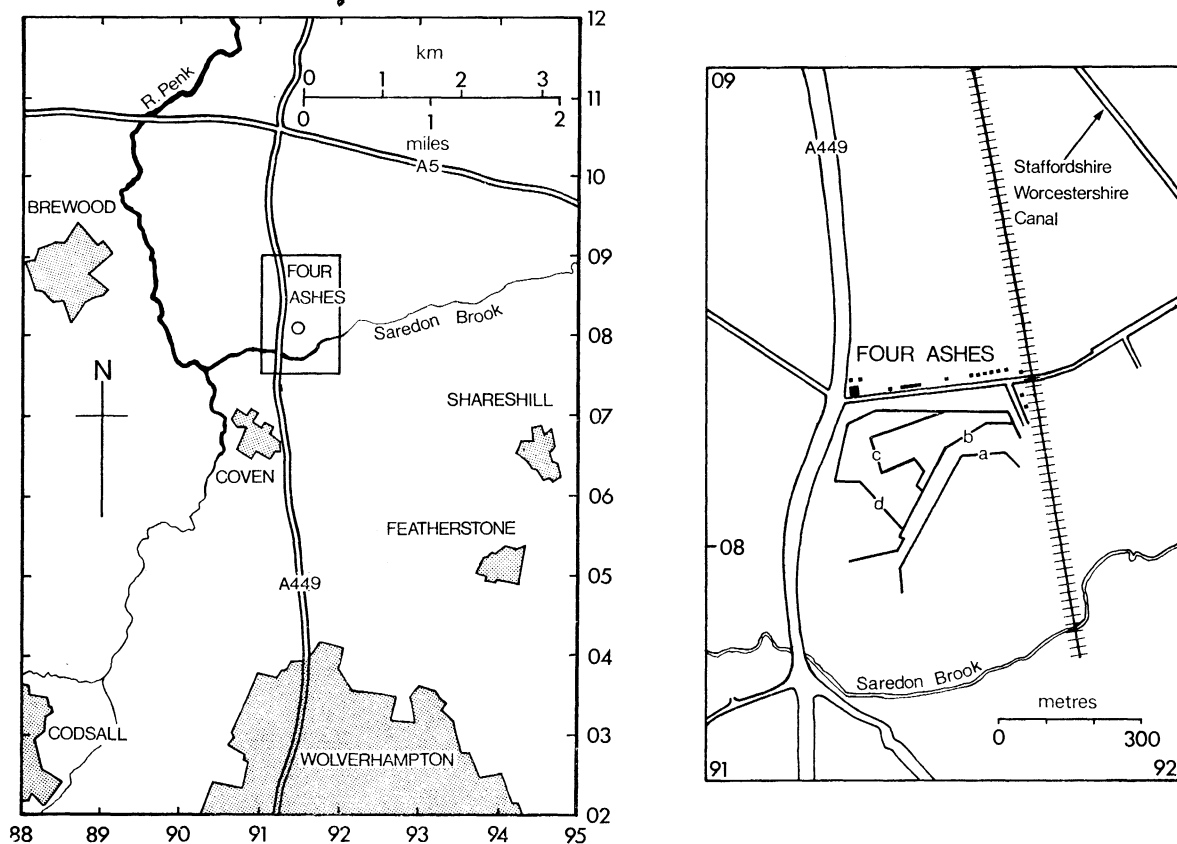 km
0 1 2 3
0 1 2
miles
R. Penk
A5
BREWOOD
FOUR
ASHES
Saredon Brook
N
SHARESHILL
COVEN
FEATHERSTONE
A449
CODSALL
WOLVERHAMPTON
12
11
10
09
08
07
06
05
04
03
02
88 89 90 91 92 93 94 95
09
A449
Staffordshire
Worcestershire
Canal
FOUR ASHES
b
a
c
d
08
Saredon Brook
metres
0 300
91 92